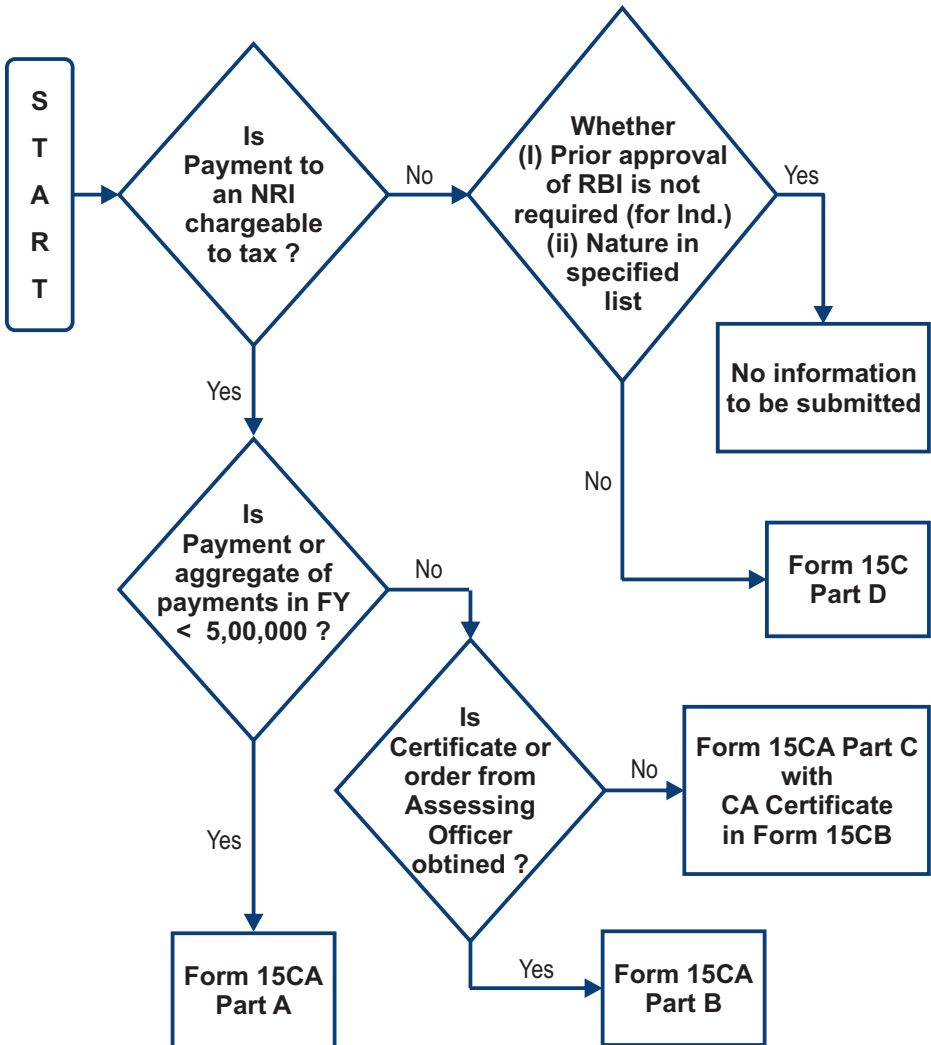 S
T
A
R
T
Is
Payment to
an NRI
chargeable
to tax ?
No
Whether
(I) Prior approval
of RBI is not
required (for Ind.)
(ii) Nature in
specified
list
Yes
No information
to be submitted
No
Form 15C
Part D
Yes
Is
Payment or
aggregate of
payments in FY
< 5,00,000 ?
No
Is
Certificate or
order from
Assessing
Officer
obtined ?
No
Form 15CA Part C
with
CA Certificate
in Form 15CB
Yes
Form 15CA
Part A
Yes
Form 15CA
Part B